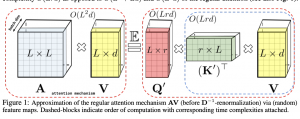 O(L²d)
O(Lrd)
O(Lrd)
L × L
L × d
𝔼
L × r
r × L
L × d
A
V
Q′
(K′)⊤
V
attention mechanism
Figure 1: Approximation of the regular attention mechanism AV (before D⁻¹-renormalization) via (random)
feature maps. Dashed-blocks indicate order of computation with corresponding time complexities attached.